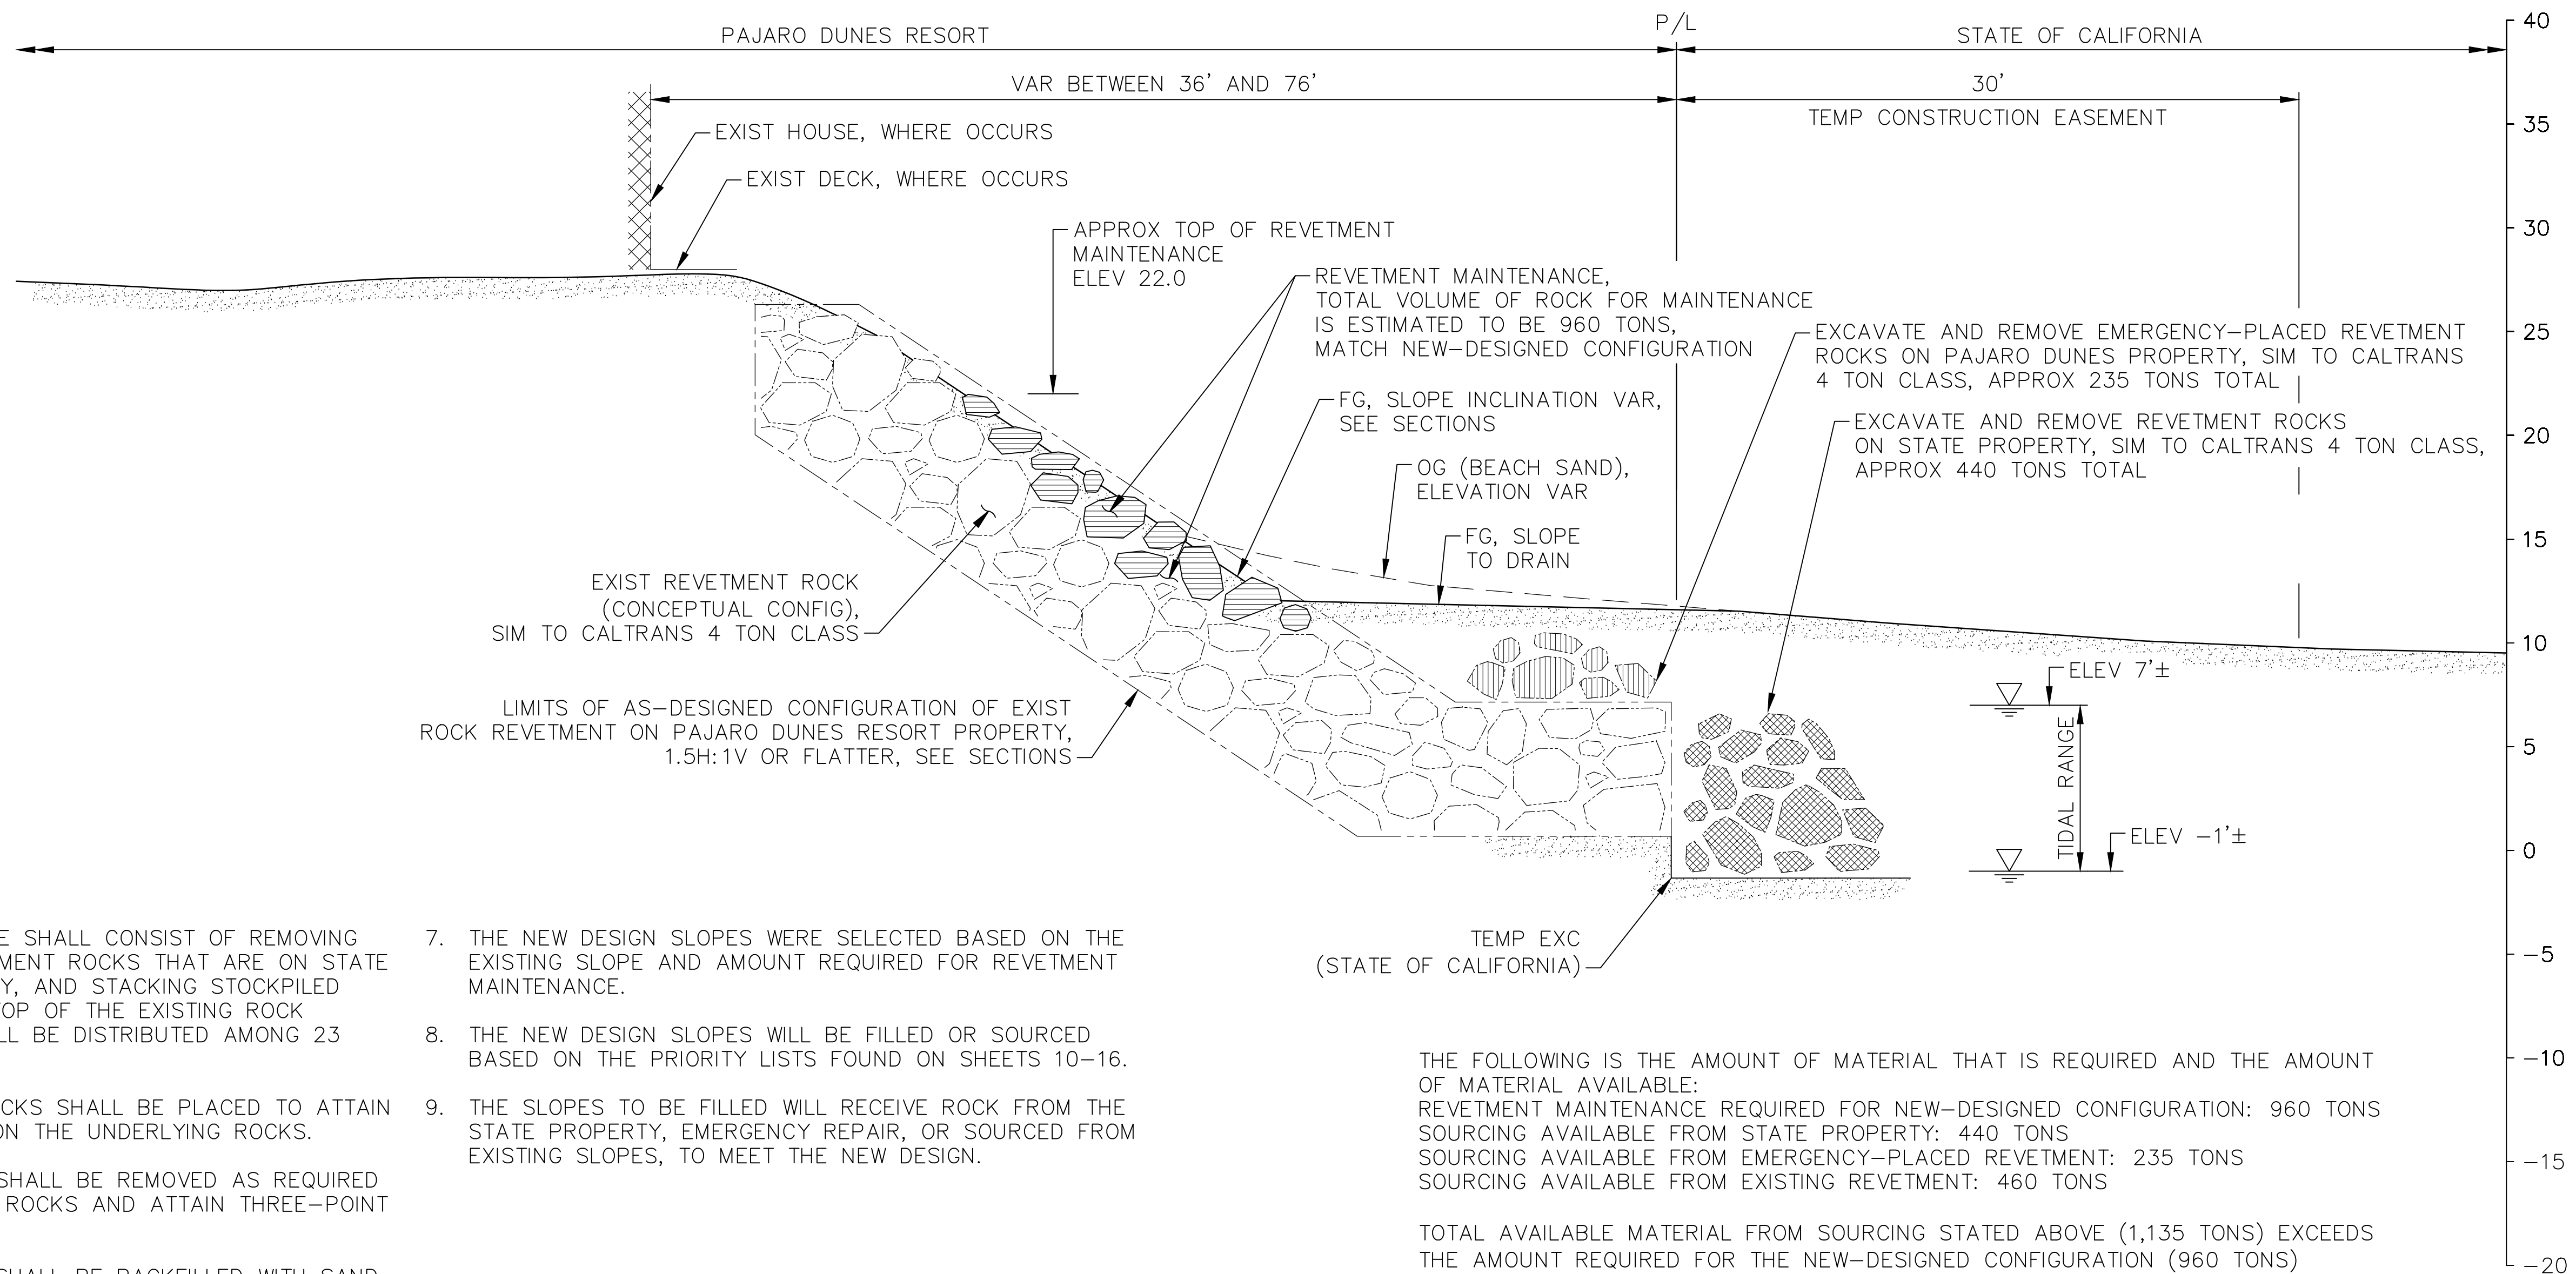 PAJARO DUNES RESORT
P/L
STATE OF CALIFORNIA
VAR BETWEEN 36' AND 76'
30'
TEMP CONSTRUCTION EASEMENT
EXIST HOUSE, WHERE OCCURS
EXIST DECK, WHERE OCCURS
APPROX TOP OF REVETMENT
MAINTENANCE
ELEV 22.0
REVETMENT MAINTENANCE,
TOTAL VOLUME OF ROCK FOR MAINTENANCE
IS ESTIMATED TO BE 960 TONS,
MATCH NEW-DESIGNED CONFIGURATION
EXCAVATE AND REMOVE EMERGENCY-PLACED REVETMENT
ROCKS ON PAJARO DUNES PROPERTY, SIM TO CALTRANS
4 TON CLASS, APPROX 235 TONS TOTAL
FG, SLOPE INCLINATION VAR,
SEE SECTIONS
EXCAVATE AND REMOVE REVETMENT ROCKS
ON STATE PROPERTY, SIM TO CALTRANS 4 TON CLASS,
APPROX 440 TONS TOTAL
OG (BEACH SAND),
ELEVATION VAR
FG, SLOPE
TO DRAIN
EXIST REVETMENT ROCK
(CONCEPTUAL CONFIG),
SIM TO CALTRANS 4 TON CLASS
LIMITS OF AS-DESIGNED CONFIGURATION OF EXIST
ROCK REVETMENT ON PAJARO DUNES RESORT PROPERTY,
1.5H:1V OR FLATTER, SEE SECTIONS
ELEV 7'±
TIDAL RANGE
ELEV -1'±
TEMP EXC
(STATE OF CALIFORNIA)
40
35
30
25
20
15
10
5
0
-5
-10
-15
-20
E SHALL CONSIST OF REMOVING
MENT ROCKS THAT ARE ON STATE
Y, AND STACKING STOCKPILED
TOP OF THE EXISTING ROCK
LL BE DISTRIBUTED AMONG 23
OCKS SHALL BE PLACED TO ATTAIN
ON THE UNDERLYING ROCKS.
SHALL BE REMOVED AS REQUIRED
ROCKS AND ATTAIN THREE-POINT
SHALL BE BACKFILLED WITH SAND
7. THE NEW DESIGN SLOPES WERE SELECTED BASED ON THE
EXISTING SLOPE AND AMOUNT REQUIRED FOR REVETMENT
MAINTENANCE.
8. THE NEW DESIGN SLOPES WILL BE FILLED OR SOURCED
BASED ON THE PRIORITY LISTS FOUND ON SHEETS 10-16.
9. THE SLOPES TO BE FILLED WILL RECEIVE ROCK FROM THE
STATE PROPERTY, EMERGENCY REPAIR, OR SOURCED FROM
EXISTING SLOPES, TO MEET THE NEW DESIGN.
THE FOLLOWING IS THE AMOUNT OF MATERIAL THAT IS REQUIRED AND THE AMOUNT
OF MATERIAL AVAILABLE:
REVETMENT MAINTENANCE REQUIRED FOR NEW-DESIGNED CONFIGURATION: 960 TONS
SOURCING AVAILABLE FROM STATE PROPERTY: 440 TONS
SOURCING AVAILABLE FROM EMERGENCY-PLACED REVETMENT: 235 TONS
SOURCING AVAILABLE FROM EXISTING REVETMENT: 460 TONS
TOTAL AVAILABLE MATERIAL FROM SOURCING STATED ABOVE (1,135 TONS) EXCEEDS
THE AMOUNT REQUIRED FOR THE NEW-DESIGNED CONFIGURATION (960 TONS)